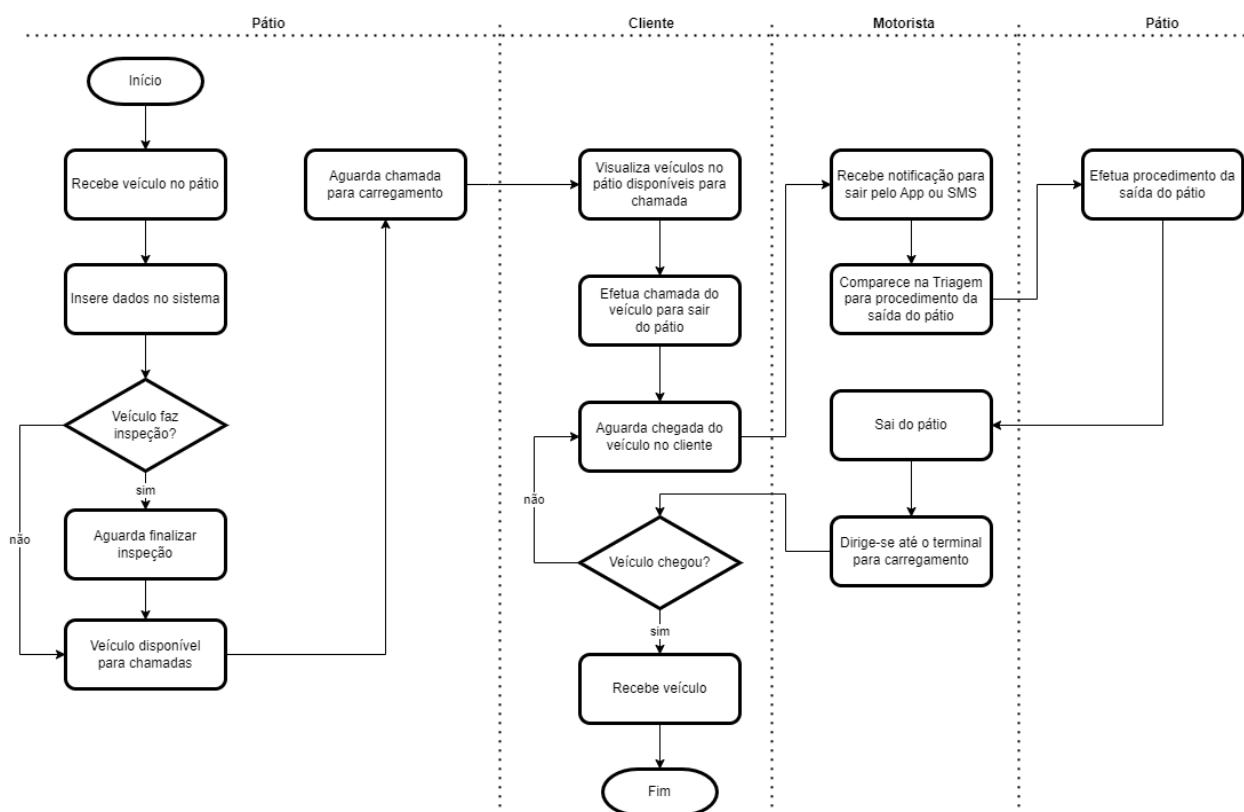 Pátio
Cliente
Motorista
Pátio
Início
Recebe veículo no pátio
Insere dados no sistema
Veículo faz
inspeção?
sim
não
Aguarda finalizar
inspeção
Veículo disponível
para chamadas
Aguarda chamada
para carregamento
Visualiza veículos no
pátio disponíveis para
chamada
Efetua chamada do
veículo para sair
do pátio
Aguarda chegada do
veículo no cliente
não
Veículo chegou?
sim
Recebe veículo
Fim
Recebe notificação para
sair pelo App ou SMS
Comparece na Triagem
para procedimento da
saída do pátio
Sai do pátio
Dirige-se até o terminal
para carregamento
Efetua procedimento da
saída do pátio